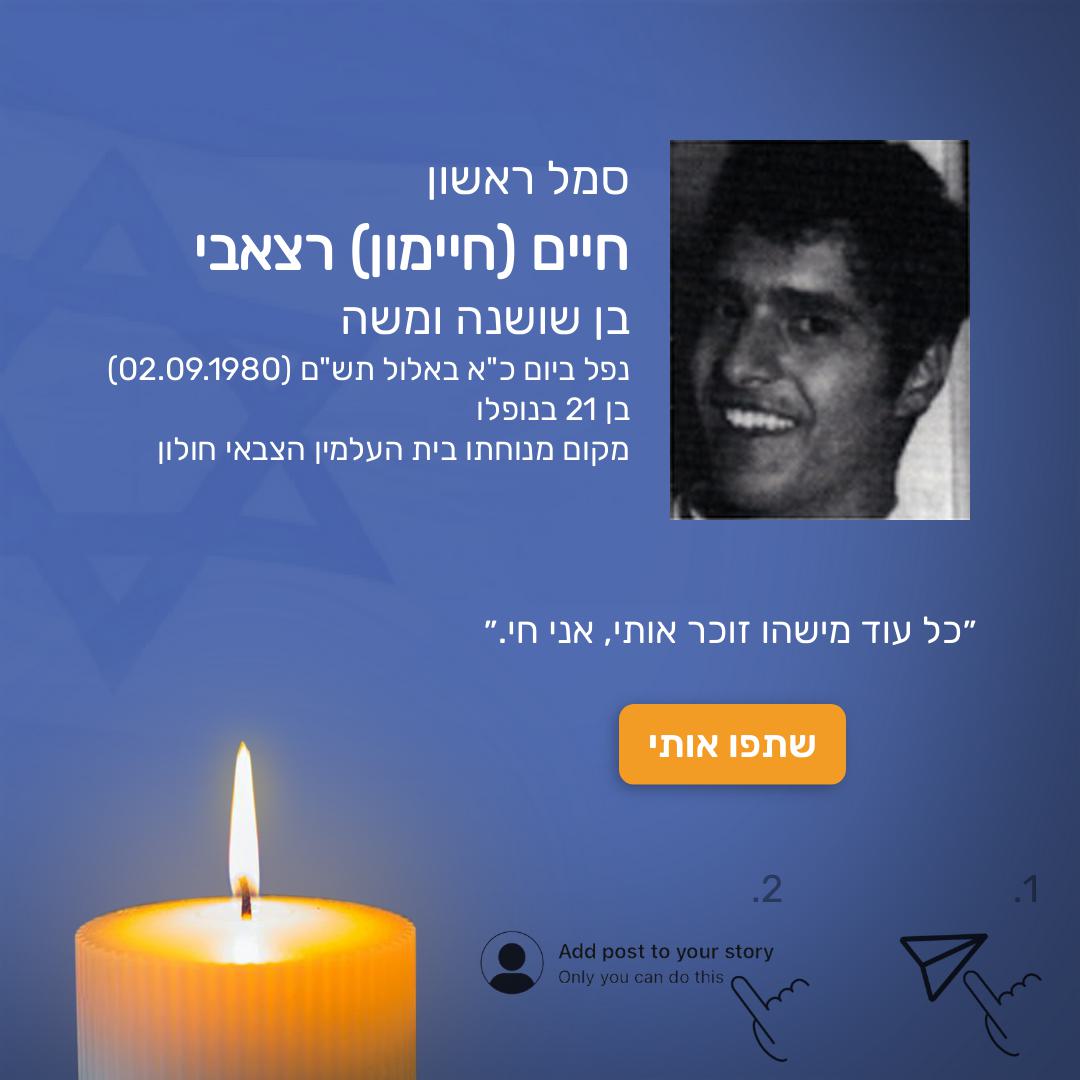 סמל ראשון
חיים (חיימון) רצאבי
בן שושנה ומשה
נפל ביום כ"א באלול תש"ם (02.09.1980)
בן 21 בנופלו
מקום מנוחתו בית העלמין הצבאי חולון
״כל עוד מישהו זוכר אותי, אני חי.״
שתפו אותי
1.
2.
Add post to your story
Only you can do this